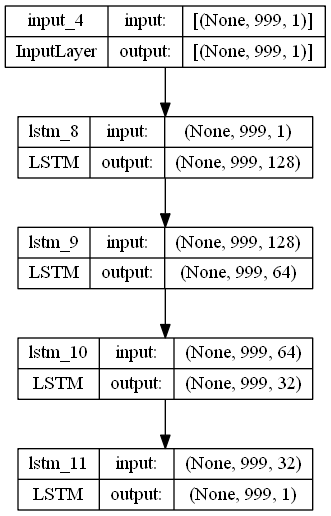 input_4 input: [(None, 999, 1)]
InputLayer output: [(None, 999, 1)]
lstm_8 input: (None, 999, 1)
LSTM output: (None, 999, 128)
lstm_9 input: (None, 999, 128)
LSTM output: (None, 999, 64)
lstm_10 input: (None, 999, 64)
LSTM output: (None, 999, 32)
lstm_11 input: (None, 999, 32)
LSTM output: (None, 999, 1)